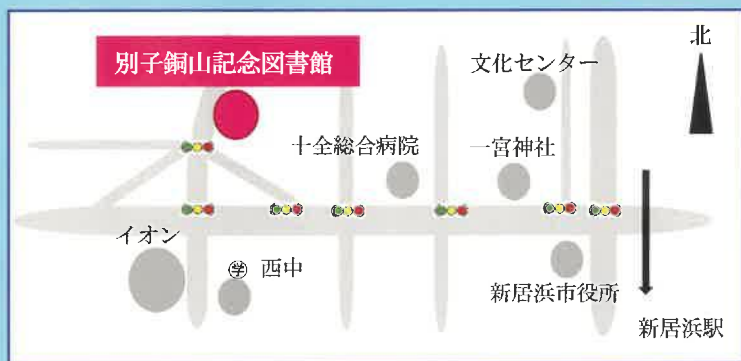 別子銅山記念図書館
文化センター
北
十全総合病院
一宮神社
イオン
学 西中
新居浜市役所
新居浜駅